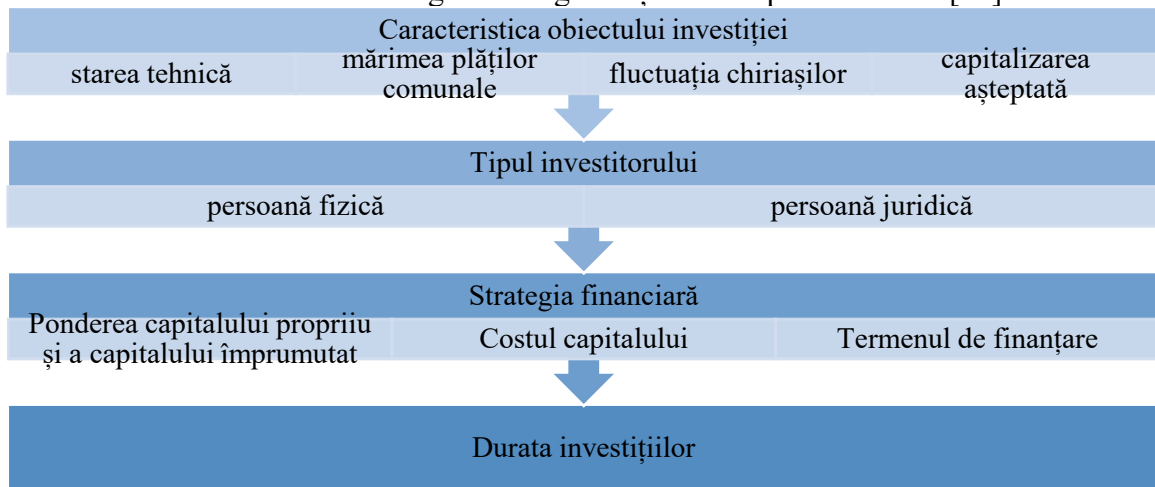 Caracteristica obiectului investiției
starea tehnică
mărimea plăților
comunale
fluctuația chiriașilor
capitalizarea
așteptată
Tipul investitorului
persoană fizică
persoană juridică
Strategia financiară
Ponderea capitalului propriiu
și a capitalului împrumutat
Costul capitalului
Termenul de finanțare
Durata investițiilor